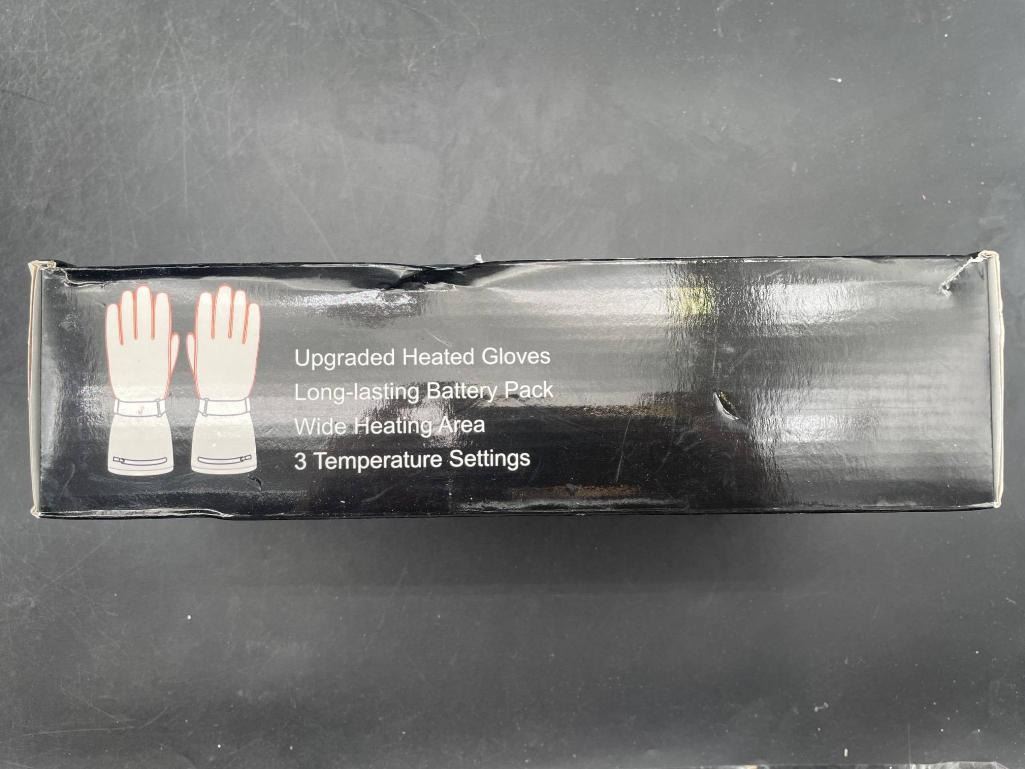 Upgraded Heated Gloves
Long-lasting Battery Pack
Wide Heating Area
3 Temperature Settings